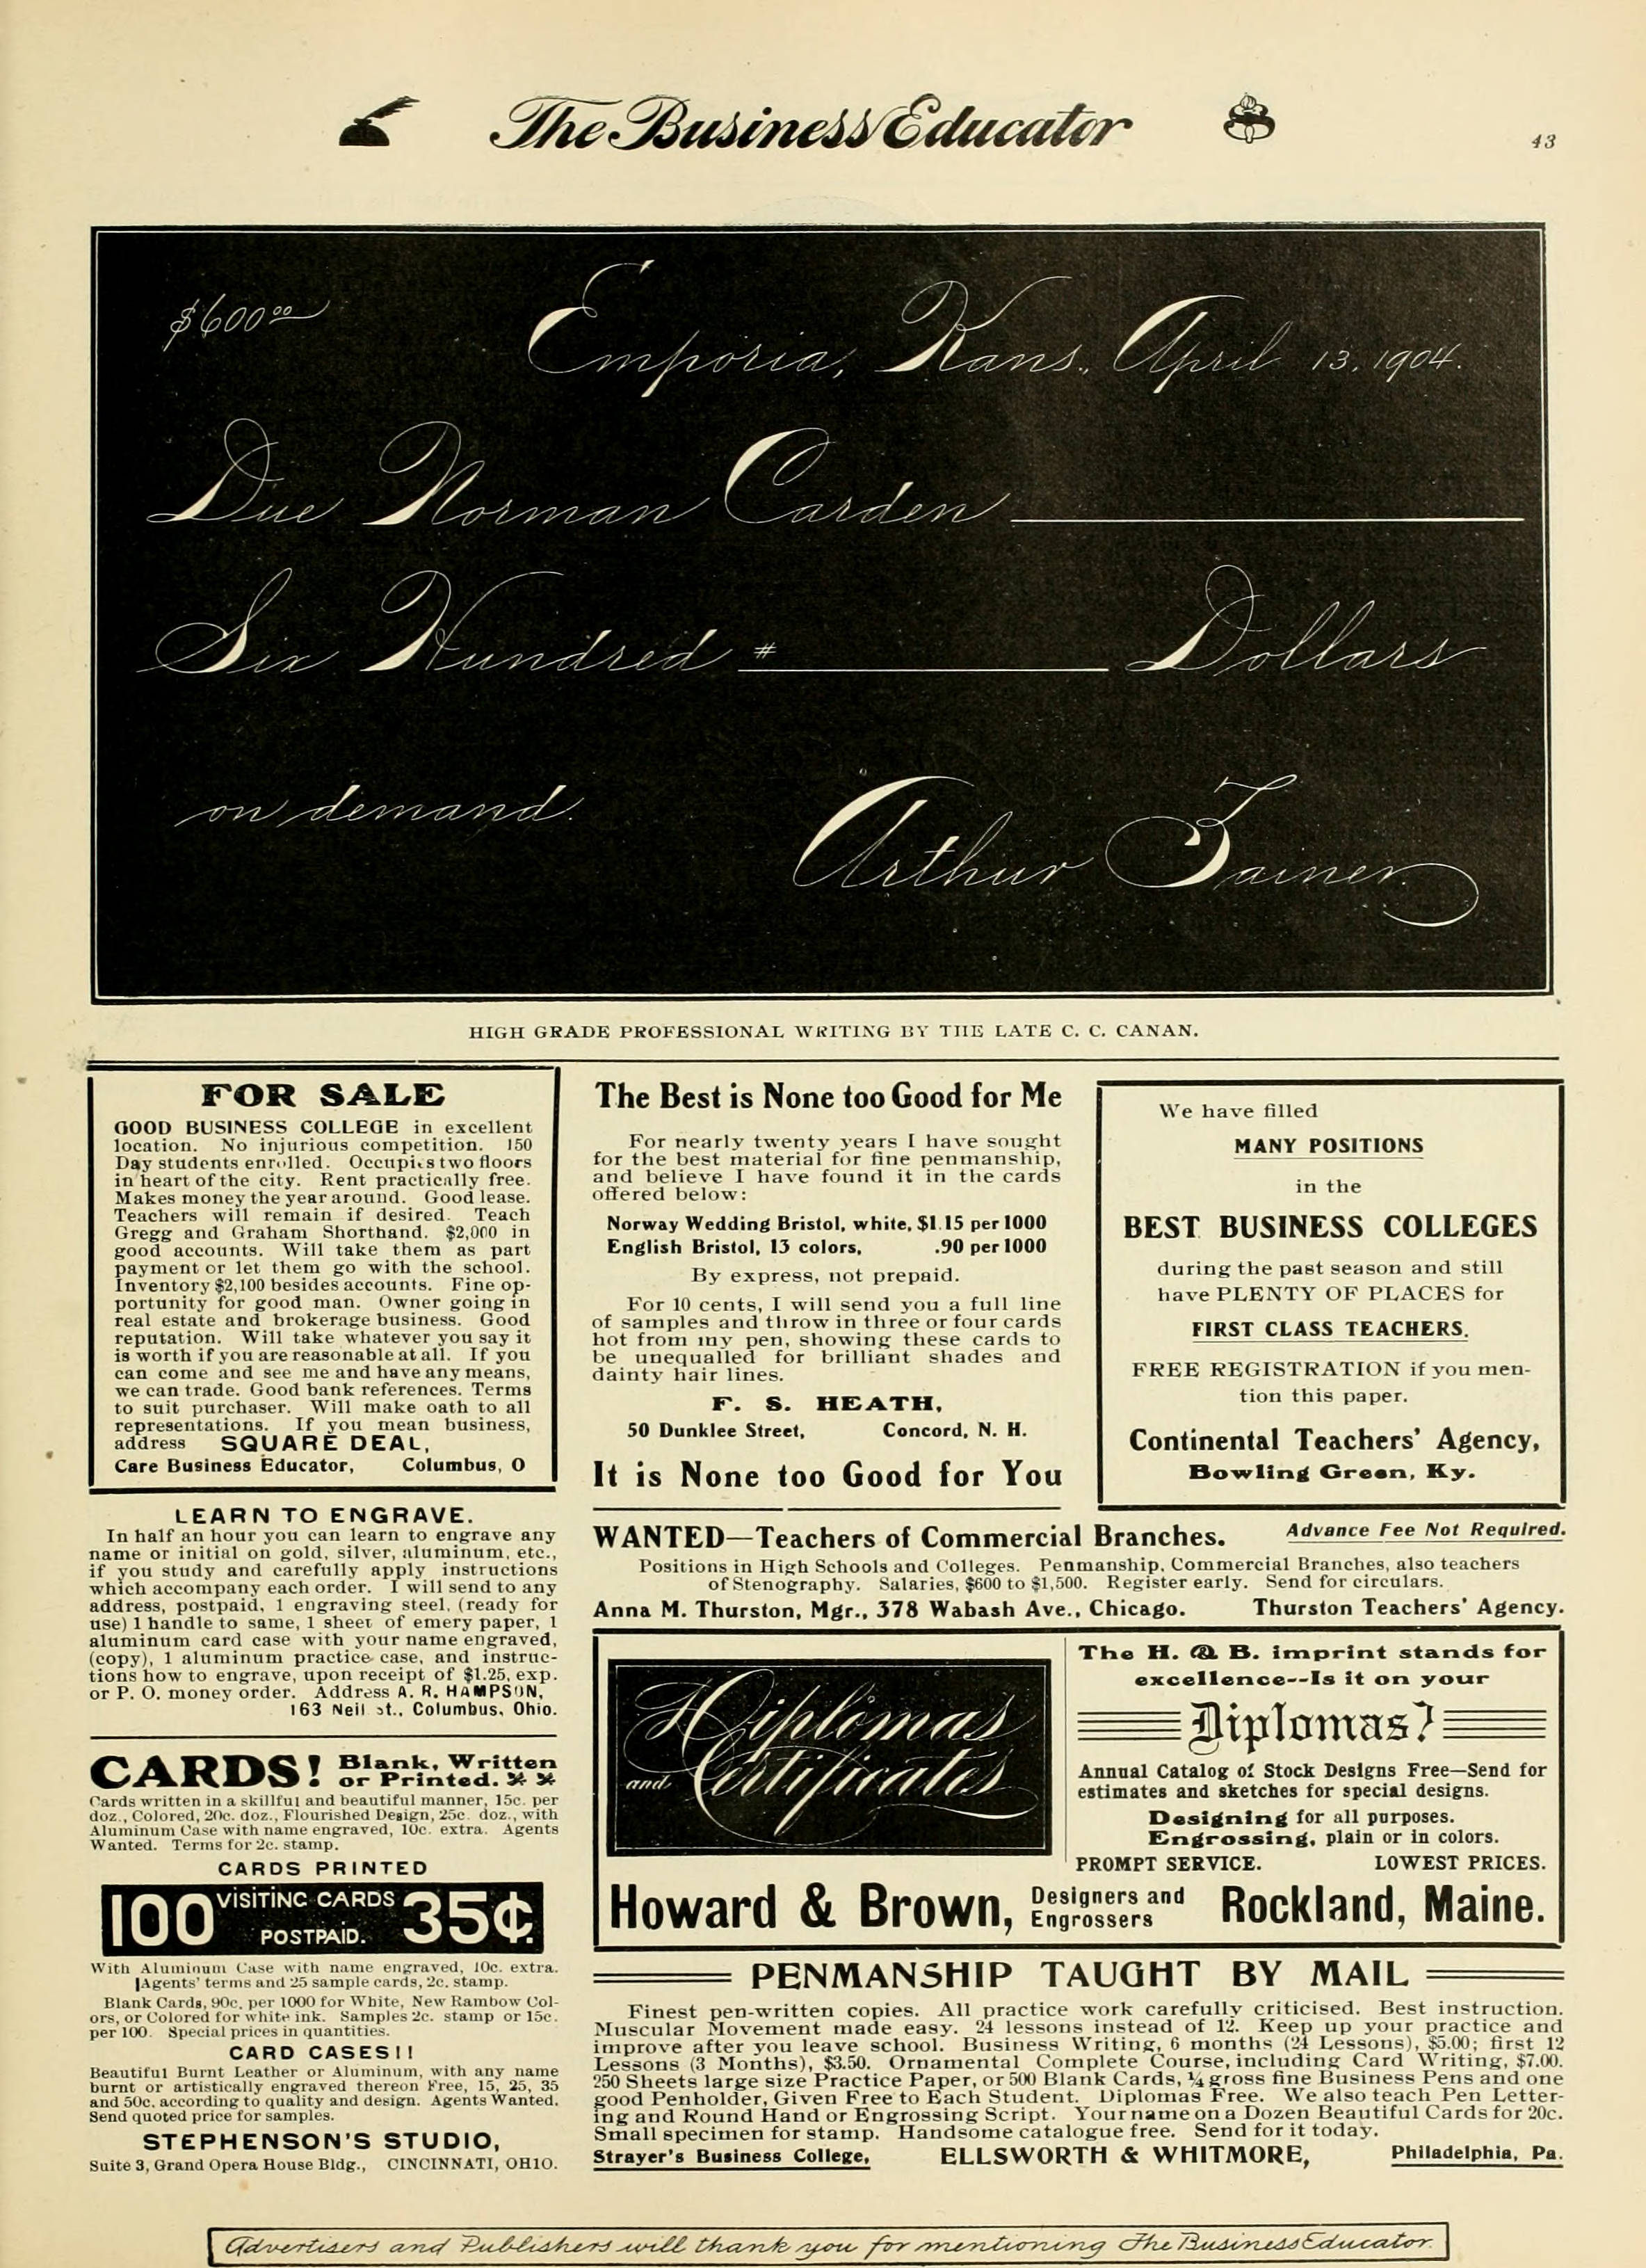 The Business Educator
43
$600 00
Emporia, Kans., April 13, 1904.
Due Norman Carden
Six Hundred # Dollars
on demand.
Arthur Tainer
HIGH GRADE PROFESSIONAL WRITING BY THE LATE C. C. CANAN.
FOR SALE
GOOD BUSINESS COLLEGE in excellent
location. No injurious competition. 150
Day students enrolled. Occupies two floors
in heart of the city. Rent practically free.
Makes money the year around. Good lease.
Teachers will remain if desired. Teach
Gregg and Graham Shorthand. $2,000 in
good accounts. Will take them as part
payment or let them go with the school.
Inventory $2,100 besides accounts. Fine op-
portunity for good man. Owner going in
real estate and brokerage business. Good
reputation. Will take whatever you say it
is worth if you are reasonable at all. If you
can come and see me and have any means,
we can trade. Good bank references. Terms
to suit purchaser. Will make oath to all
representations. If you mean business,
address SQUARE DEAL,
Care Business Educator, Columbus, O
LEARN TO ENGRAVE.
In half an hour you can learn to engrave any
name or initial on gold, silver, aluminum, etc.,
if you study and carefully apply instructions
which accompany each order. I will send to any
address, postpaid, 1 engraving steel, (ready for
use) 1 handle to same, 1 sheet of emery paper, 1
aluminum card case with your name engraved,
(copy), 1 aluminum practice case, and instruc-
tions how to engrave, upon receipt of $1.25, exp.
or P. O. money order. Address A. R. HAMPSON,
163 Neil st., Columbus, Ohio.
CARDS! Blank, Written
or Printed.
Cards written in a skillful and beautiful manner, 15c. per
doz., Colored, 20c. doz., Flourished Design, 25c. doz., with
Aluminum Case with name engraved, 10c. extra. Agents
Wanted. Terms for 2c. stamp.
CARDS PRINTED
100 VISITING CARDS POSTPAID. 35¢.
With Aluminum Case with name engraved, 10c. extra.
Agents' terms and 25 sample cards, 2c. stamp.
Blank Cards, 90c. per 1000 for White, New Rambow Col-
ors, or Colored for white ink. Samples 2c. stamp or 15c.
per 100. Special prices in quantities.
CARD CASES!!
Beautiful Burnt Leather or Aluminum, with any name
burnt or artistically engraved thereon Free, 15, 25, 35
and 50c. according to quality and design. Agents Wanted.
Send quoted price for samples.
STEPHENSON'S STUDIO,
Suite 3, Grand Opera House Bldg., CINCINNATI, OHIO.
The Best is None too Good for Me
For nearly twenty years I have sought
for the best material for fine penmanship,
and believe I have found it in the cards
offered below:
Norway Wedding Bristol, white, $1.15 per 1000
English Bristol, 13 colors, .90 per 1000
By express, not prepaid.
For 10 cents, I will send you a full line
of samples and throw in three or four cards
hot from my pen, showing these cards to
be unequalled for brilliant shades and
dainty hair lines.
F. S. HEATH,
50 Dunklee Street, Concord, N. H.
It is None too Good for You
We have filled
MANY POSITIONS
in the
BEST BUSINESS COLLEGES
during the past season and still
have PLENTY OF PLACES for
FIRST CLASS TEACHERS.
FREE REGISTRATION if you men-
tion this paper.
Continental Teachers' Agency,
Bowling Green, Ky.
WANTED—Teachers of Commercial Branches. Advance Fee Not Required.
Positions in High Schools and Colleges. Penmanship, Commercial Branches, also teachers
of Stenography. Salaries, $600 to $1,500. Register early. Send for circulars.
Anna M. Thurston, Mgr., 378 Wabash Ave., Chicago. Thurston Teachers' Agency.
Diplomas
and Certificates
The H. & B. imprint stands for
excellence--Is it on your
Diplomas?
Annual Catalog of Stock Designs Free—Send for
estimates and sketches for special designs.
Designing for all purposes.
Engrossing, plain or in colors.
PROMPT SERVICE. LOWEST PRICES.
Howard & Brown, Designers and Engrossers Rockland, Maine.
PENMANSHIP TAUGHT BY MAIL
Finest pen-written copies. All practice work carefully criticised. Best instruction.
Muscular Movement made easy. 24 lessons instead of 12. Keep up your practice and
improve after you leave school. Business Writing, 6 months (24 Lessons), $5.00; first 12
Lessons (3 Months), $3.50. Ornamental Complete Course, including Card Writing, $7.00.
250 Sheets large size Practice Paper, or 500 Blank Cards, ¼ gross fine Business Pens and one
good Penholder, Given Free to Each Student. Diplomas Free. We also teach Pen Letter-
ing and Round Hand or Engrossing Script. Your name on a Dozen Beautiful Cards for 20c.
Small specimen for stamp. Handsome catalogue free. Send for it today.
Strayer's Business College, ELLSWORTH & WHITMORE, Philadelphia, Pa.
Advertisers and Publishers will thank you for mentioning The Business Educator.